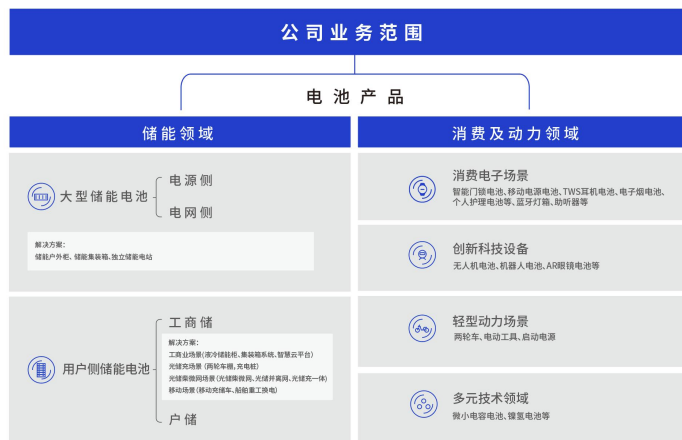 公司业务范围
电池产品
储能领域
大型储能电池
电源侧
电网侧
解决方案：
储能户外柜、储能集装箱、独立储能电站
用户侧储能电池
工商储
解决方案：
工商业场景（液冷储能柜、集装箱系统、智慧云平台）
光储充场景（两轮车棚、充电桩）
光储柴微网场景（光储柴微网、光储并离网、光储充一体）
移动场景（移动充储车、船舶重工换电）
户储
消费及动力领域
消费电子场景
智能门锁电池、移动电源电池、TWS耳机电池、电子烟电池、
个人护理电池等、蓝牙灯箱、助听器等
创新科技设备
无人机电池、机器人电池、AR眼镜电池等
轻型动力场景
两轮车、电动工具、启动电源
多元技术领域
微小电容电池、镍氢电池等